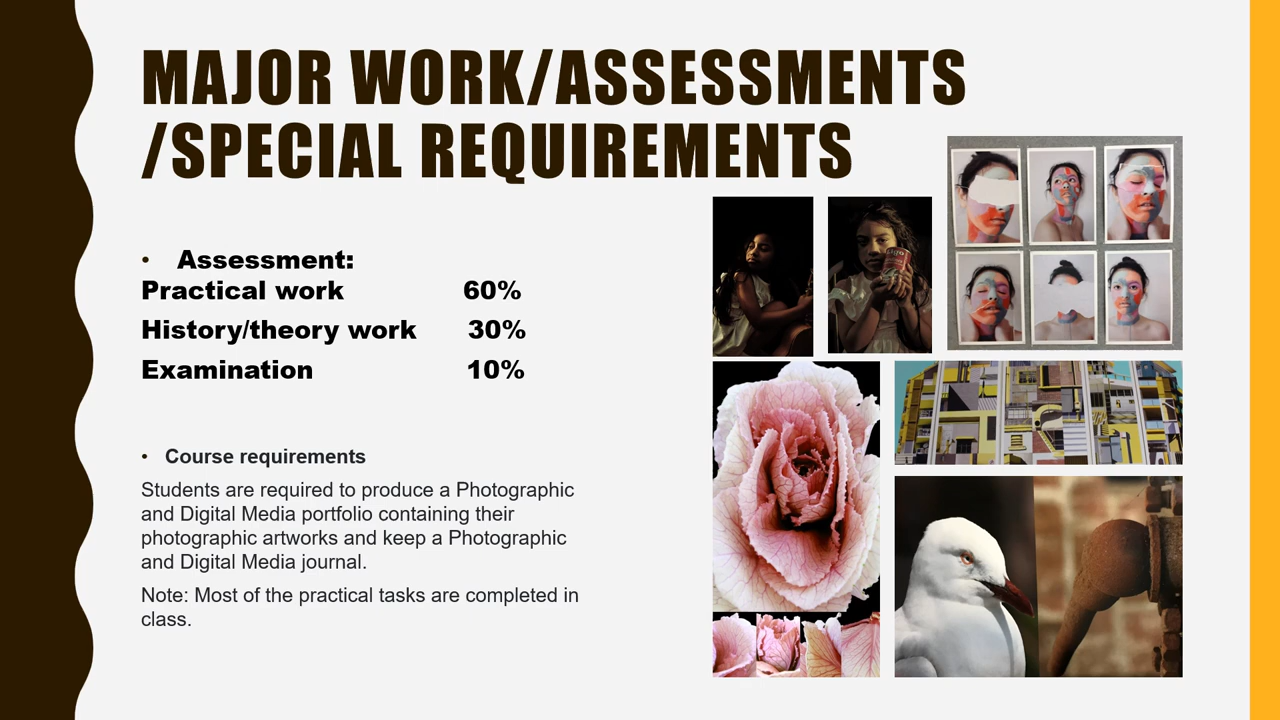 MAJOR WORK/ASSESSMENTS
/SPECIAL REQUIREMENTS
• Assessment:
Practical work 60%
History/theory work 30%
Examination 10%
• Course requirements
Students are required to produce a Photographic
and Digital Media portfolio containing their
photographic artworks and keep a Photographic
and Digital Media journal.
Note: Most of the practical tasks are completed in
class.